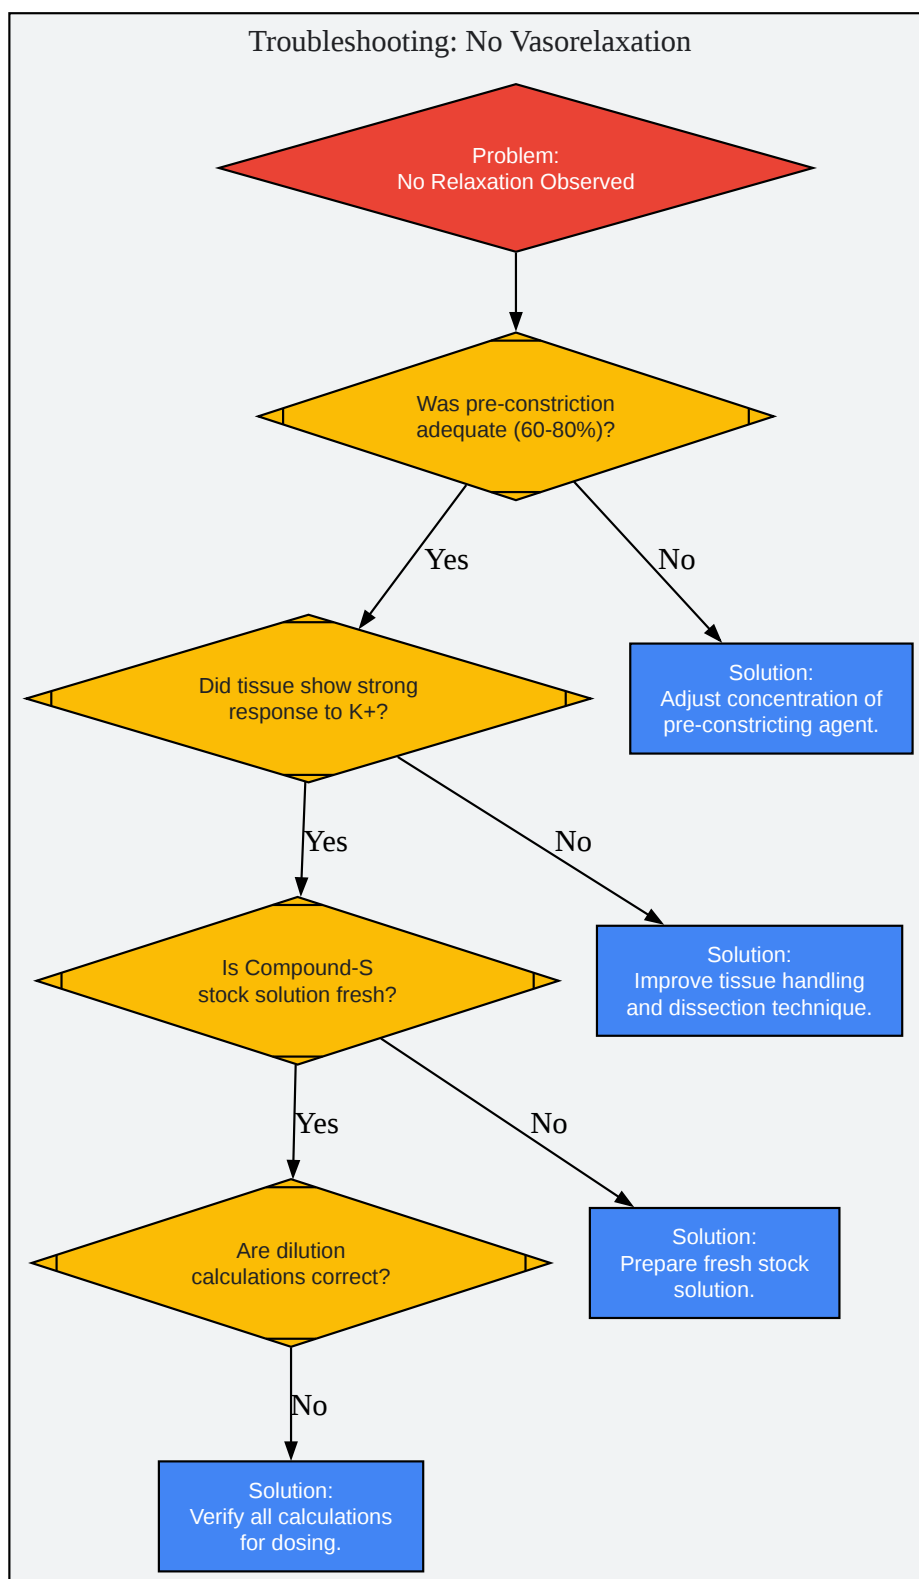 Troubleshooting: No Vasorelaxation
Problem:
No Relaxation Observed
Was pre-constriction
adequate (60-80%)?
Yes
No
Did tissue show strong
response to K+?
Solution:
Adjust concentration of
pre-constricting agent.
Yes
No
Is Compound-S
stock solution fresh?
Solution:
Improve tissue handling
and dissection technique.
Yes
No
Are dilution
calculations correct?
Solution:
Prepare fresh stock
solution.
No
Solution:
Verify all calculations
for dosing.